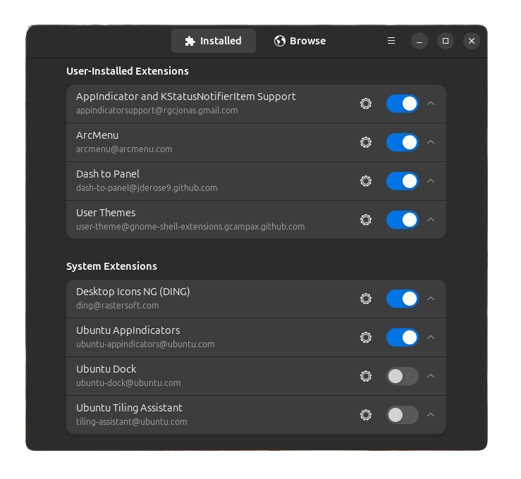 Installed
Browse
User-Installed Extensions
AppIndicator and KStatusNotifierItem Support
appindicatorsupport@rgcjonas.gmail.com
ArcMenu
arcmenu@arcmenu.com
Dash to Panel
dash-to-panel@jderose9.github.com
User Themes
user-theme@gnome-shell-extensions.gcampax.github.com
System Extensions
Desktop Icons NG (DING)
ding@rastersoft.com
Ubuntu AppIndicators
ubuntu-appindicators@ubuntu.com
Ubuntu Dock
ubuntu-dock@ubuntu.com
Ubuntu Tiling Assistant
tiling-assistant@ubuntu.com